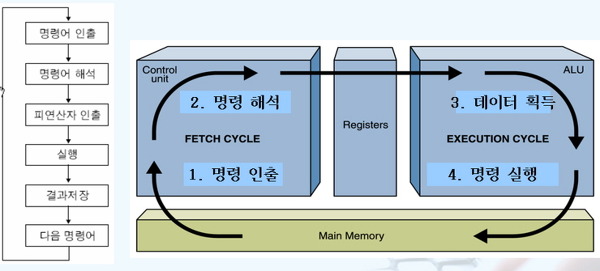 명령어 인출
명령어 해석
피연산자 인출
실행
결과저장
다음 명령어
Control
unit
ALU
2. 명령 해석
3. 데이터 획득
Registers
FETCH CYCLE
EXECUTION CYCLE
1. 명령 인출
4. 명령 실행
Main Memory